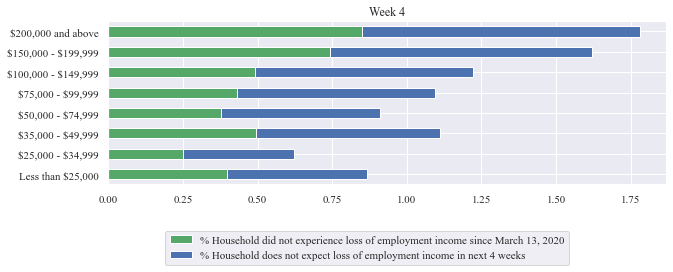 Week 4
$200,000 and above
$150,000 - $199,999
$100,000 - $149,999
$75,000 - $99,999
$50,000 - $74,999
$35,000 - $49,999
$25,000 - $34,999
Less than $25,000
0.00 0.25 0.50 0.75 1.00 1.25 1.50 1.75
% Household did not experience loss of employment income since March 13, 2020
% Household does not expect loss of employment income in next 4 weeks